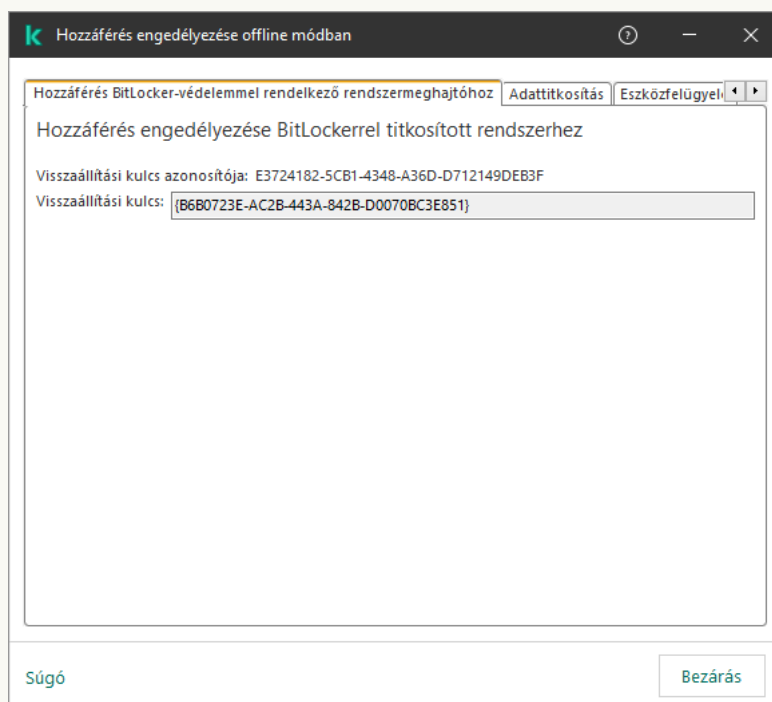 Hozzáférés engedélyezése offline módban
Hozzáférés BitLocker-védelemmel rendelkező rendszermeghajtóhoz Adattitkosítás
Hozzáférés engedélyezése BitLockerrel titkosított rendszerhez
Visszaállítási kulcs azonosítója: E3724182-5CB1-4348-A36D-D712149DEB3F
Visszaállítási kulcs: {B6B0723E-AC2B-443A-842B-D0070BC3E851}
Súgó Bezárás